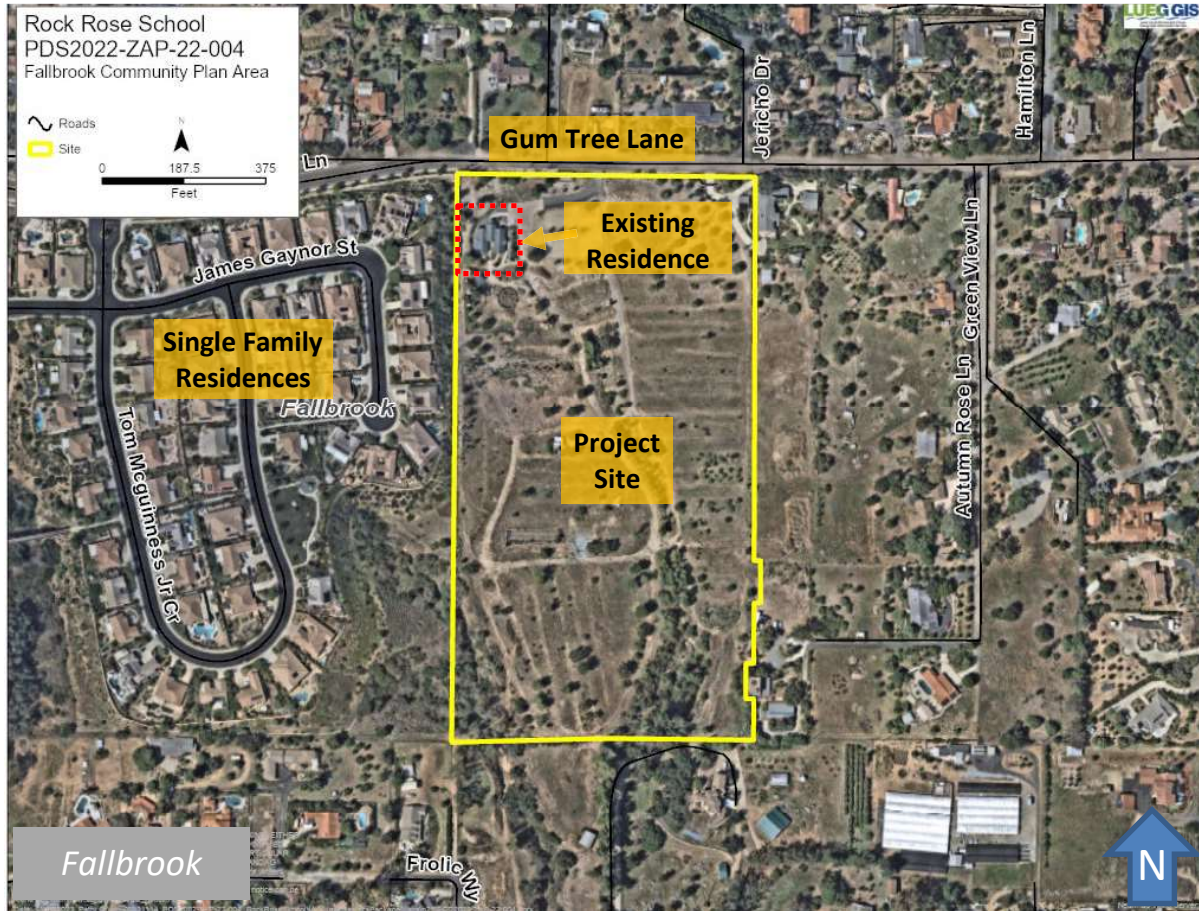 Rock Rose School
PDS2022-ZAP-22-004
Fallbrook Community Plan Area
Roads
Site
N
0 187.5 375
Feet
LUEG GIS
Ln
Gum Tree Lane
Jericho Dr
Hamilton Ln
Existing
Residence
James Gaynor St
Single Family
Residences
Fallbrook
Tom Mcguinness Jr Cr
Project
Site
Green View Ln
Autumn Rose Ln
Frolic Wy
Fallbrook
N